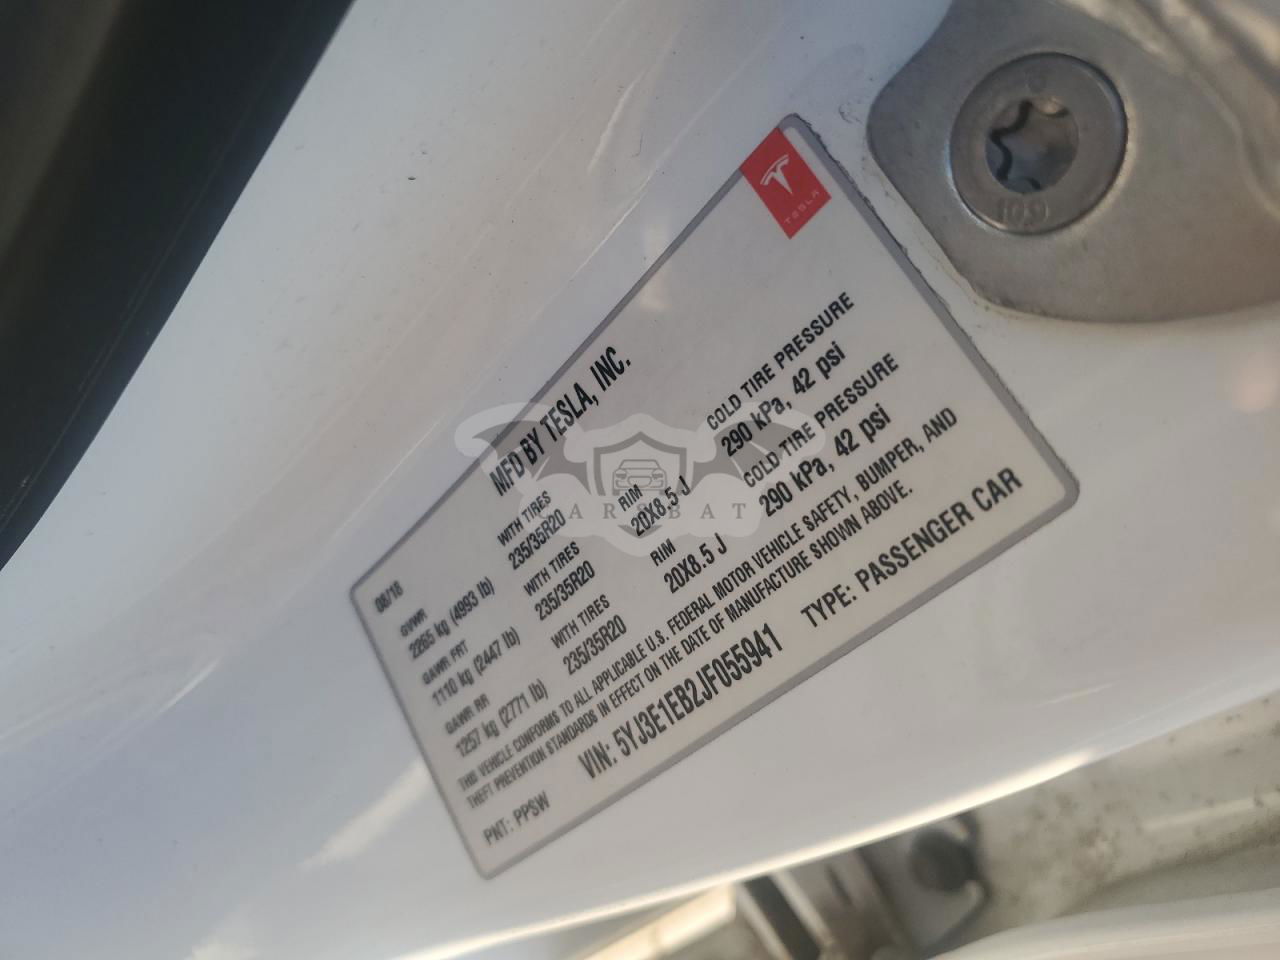 TESLA
MFD BY TESLA, INC.
08/18
GVWR
2265 kg (4993 lb)
GAWR FRT WITH TIRES RIM COLD TIRE PRESSURE
1110 kg (2447 lb) 235/35R20 20X8.5 J 290 kPa, 42 psi
GAWR RR WITH TIRES RIM COLD TIRE PRESSURE
1257 kg (2771 lb) 235/35R20 20X8.5 J 290 kPa, 42 psi
WITH TIRES
235/35R20
THIS VEHICLE CONFORMS TO ALL APPLICABLE U.S. FEDERAL MOTOR VEHICLE SAFETY, BUMPER, AND
THEFT PREVENTION STANDARDS IN EFFECT ON THE DATE OF MANUFACTURE SHOWN ABOVE.
VIN: 5YJ3E1EB2JF055941 TYPE: PASSENGER CAR
PNT: PPSW
10.9
CARSBAT